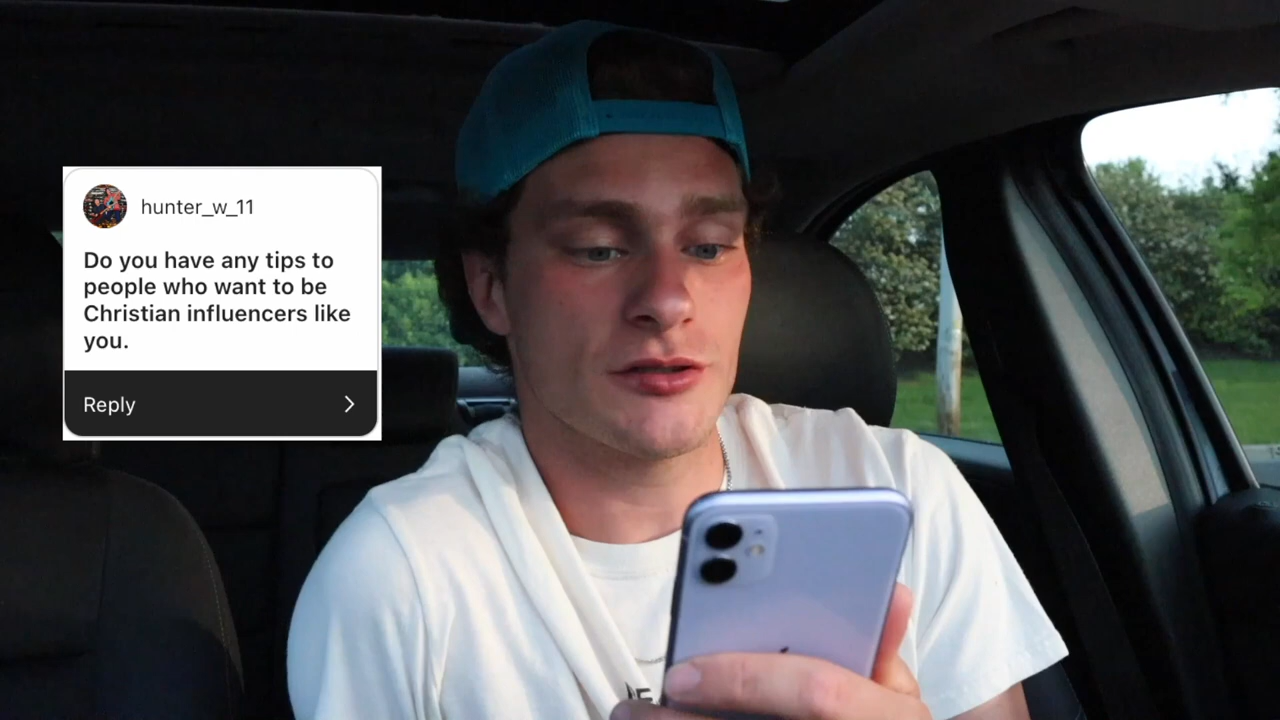 hunter_w_11
Do you have any tips to
people who want to be
Christian influencers like
you.
Reply